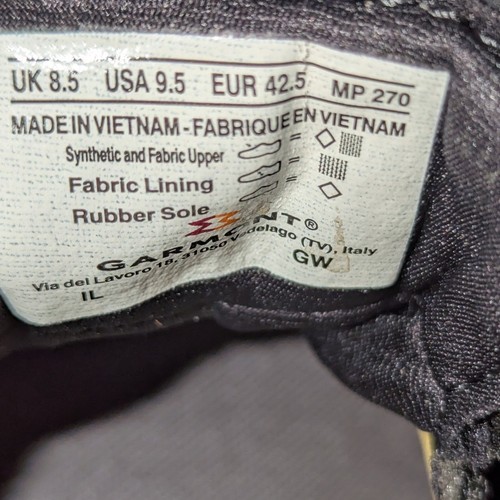 UK 8.5 USA 9.5 EUR 42.5 MP 270
MADE IN VIETNAM - FABRIQUE EN VIETNAM
Synthetic and Fabric Upper = 
Fabric Lining =
Rubber Sole =
GARMONT®
Via del Lavoro 18, 31050 Vedelago (TV), Italy
IL GW